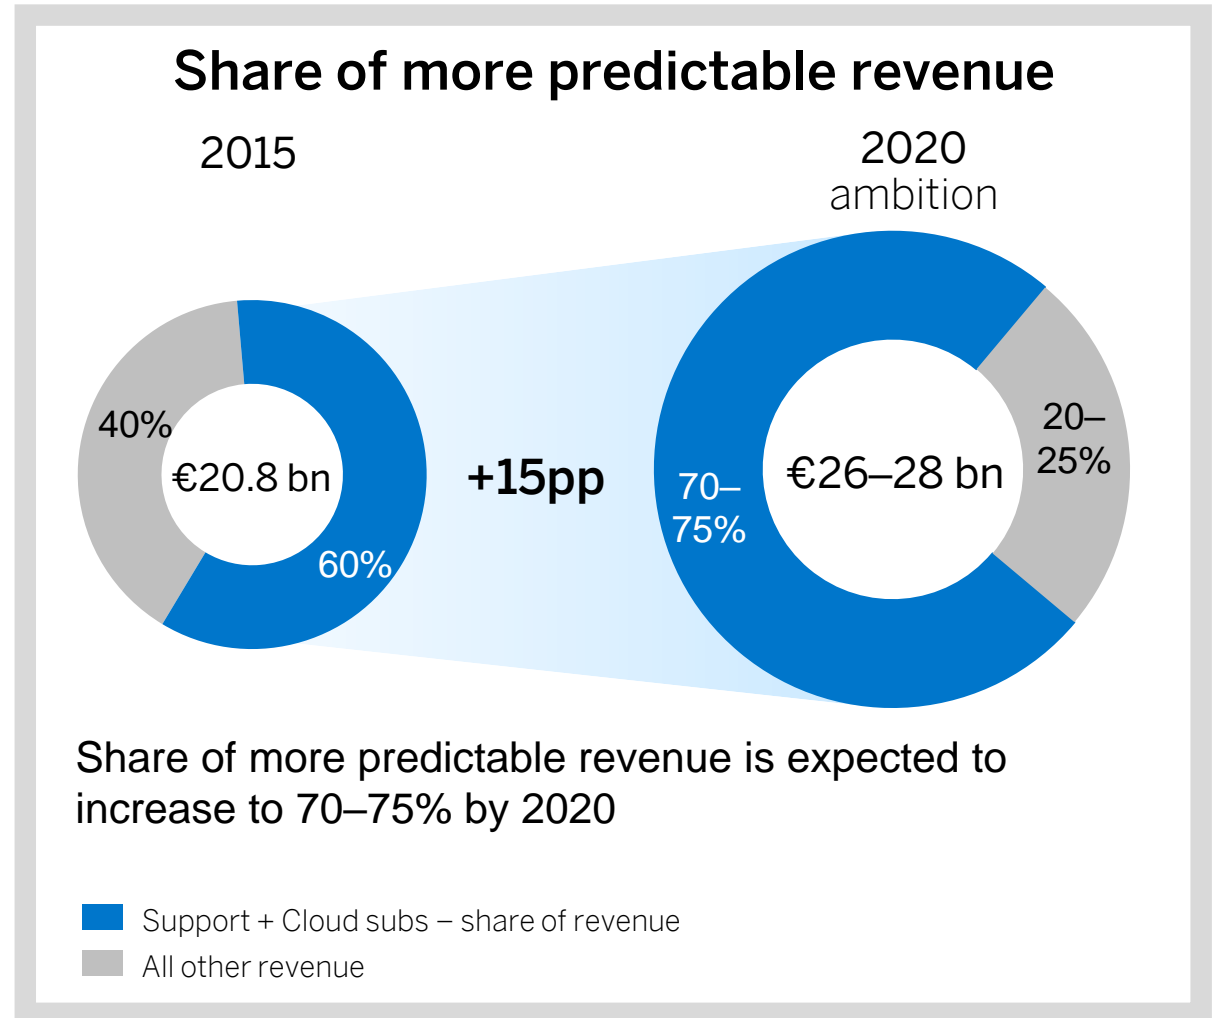 Share of more predictable revenue
2015
2020
ambition
40%
€20.8 bn
60%
+15pp
70–
75%
€26–28 bn
20–
25%
Share of more predictable revenue is expected to
increase to 70–75% by 2020
Support + Cloud subs – share of revenue
All other revenue